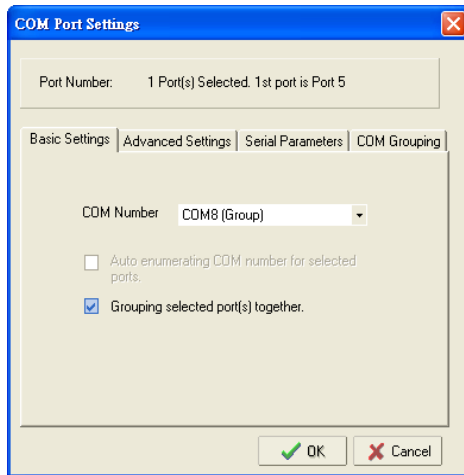 COM Port Settings
Port Number: 1 Port(s) Selected. 1st port is Port 5
Basic Settings Advanced Settings Serial Parameters COM Grouping
COM Number COM8 (Group)
Auto enumerating COM number for selected
ports.
Grouping selected port(s) together.
OK Cancel